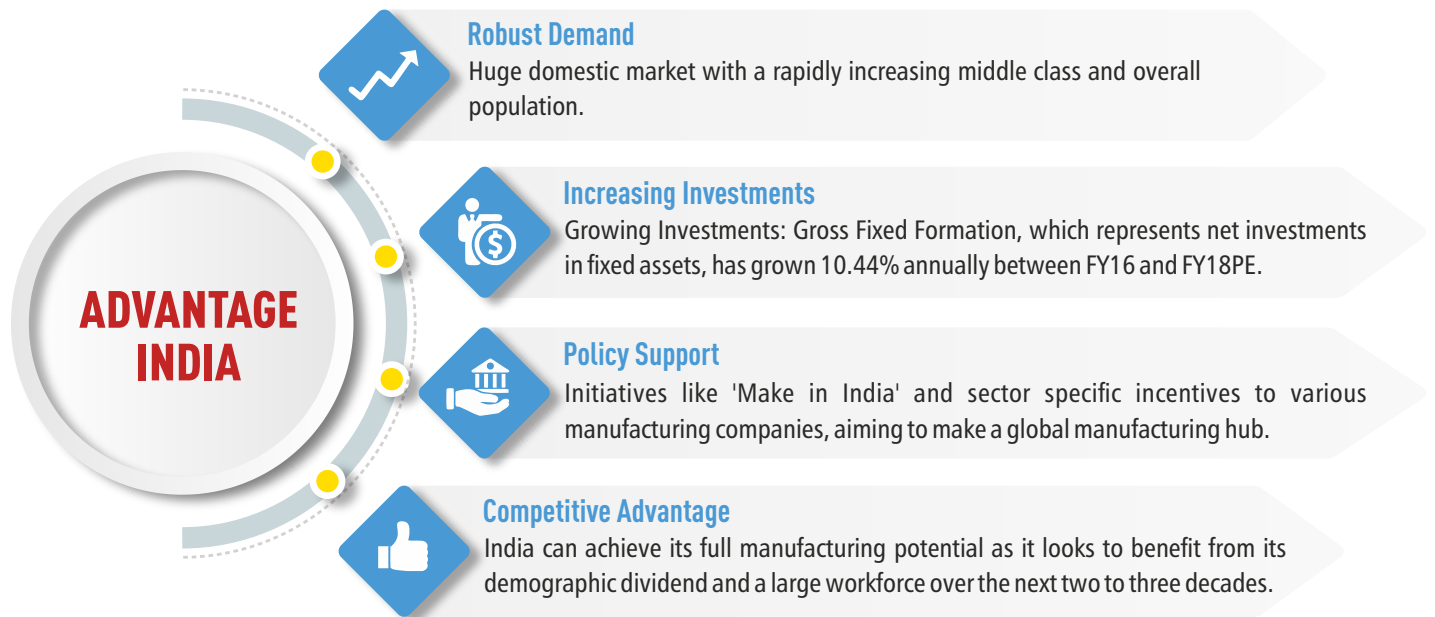 ADVANTAGE
INDIA
Robust Demand
Huge domestic market with a rapidly increasing middle class and overall
population.
Increasing Investments
Growing Investments: Gross Fixed Formation, which represents net investments
in fixed assets, has grown 10.44% annually between FY16 and FY18PE.
Policy Support
Initiatives like 'Make in India' and sector specific incentives to various
manufacturing companies, aiming to make a global manufacturing hub.
Competitive Advantage
India can achieve its full manufacturing potential as it looks to benefit from its
demographic dividend and a large workforce over the next two to three decades.